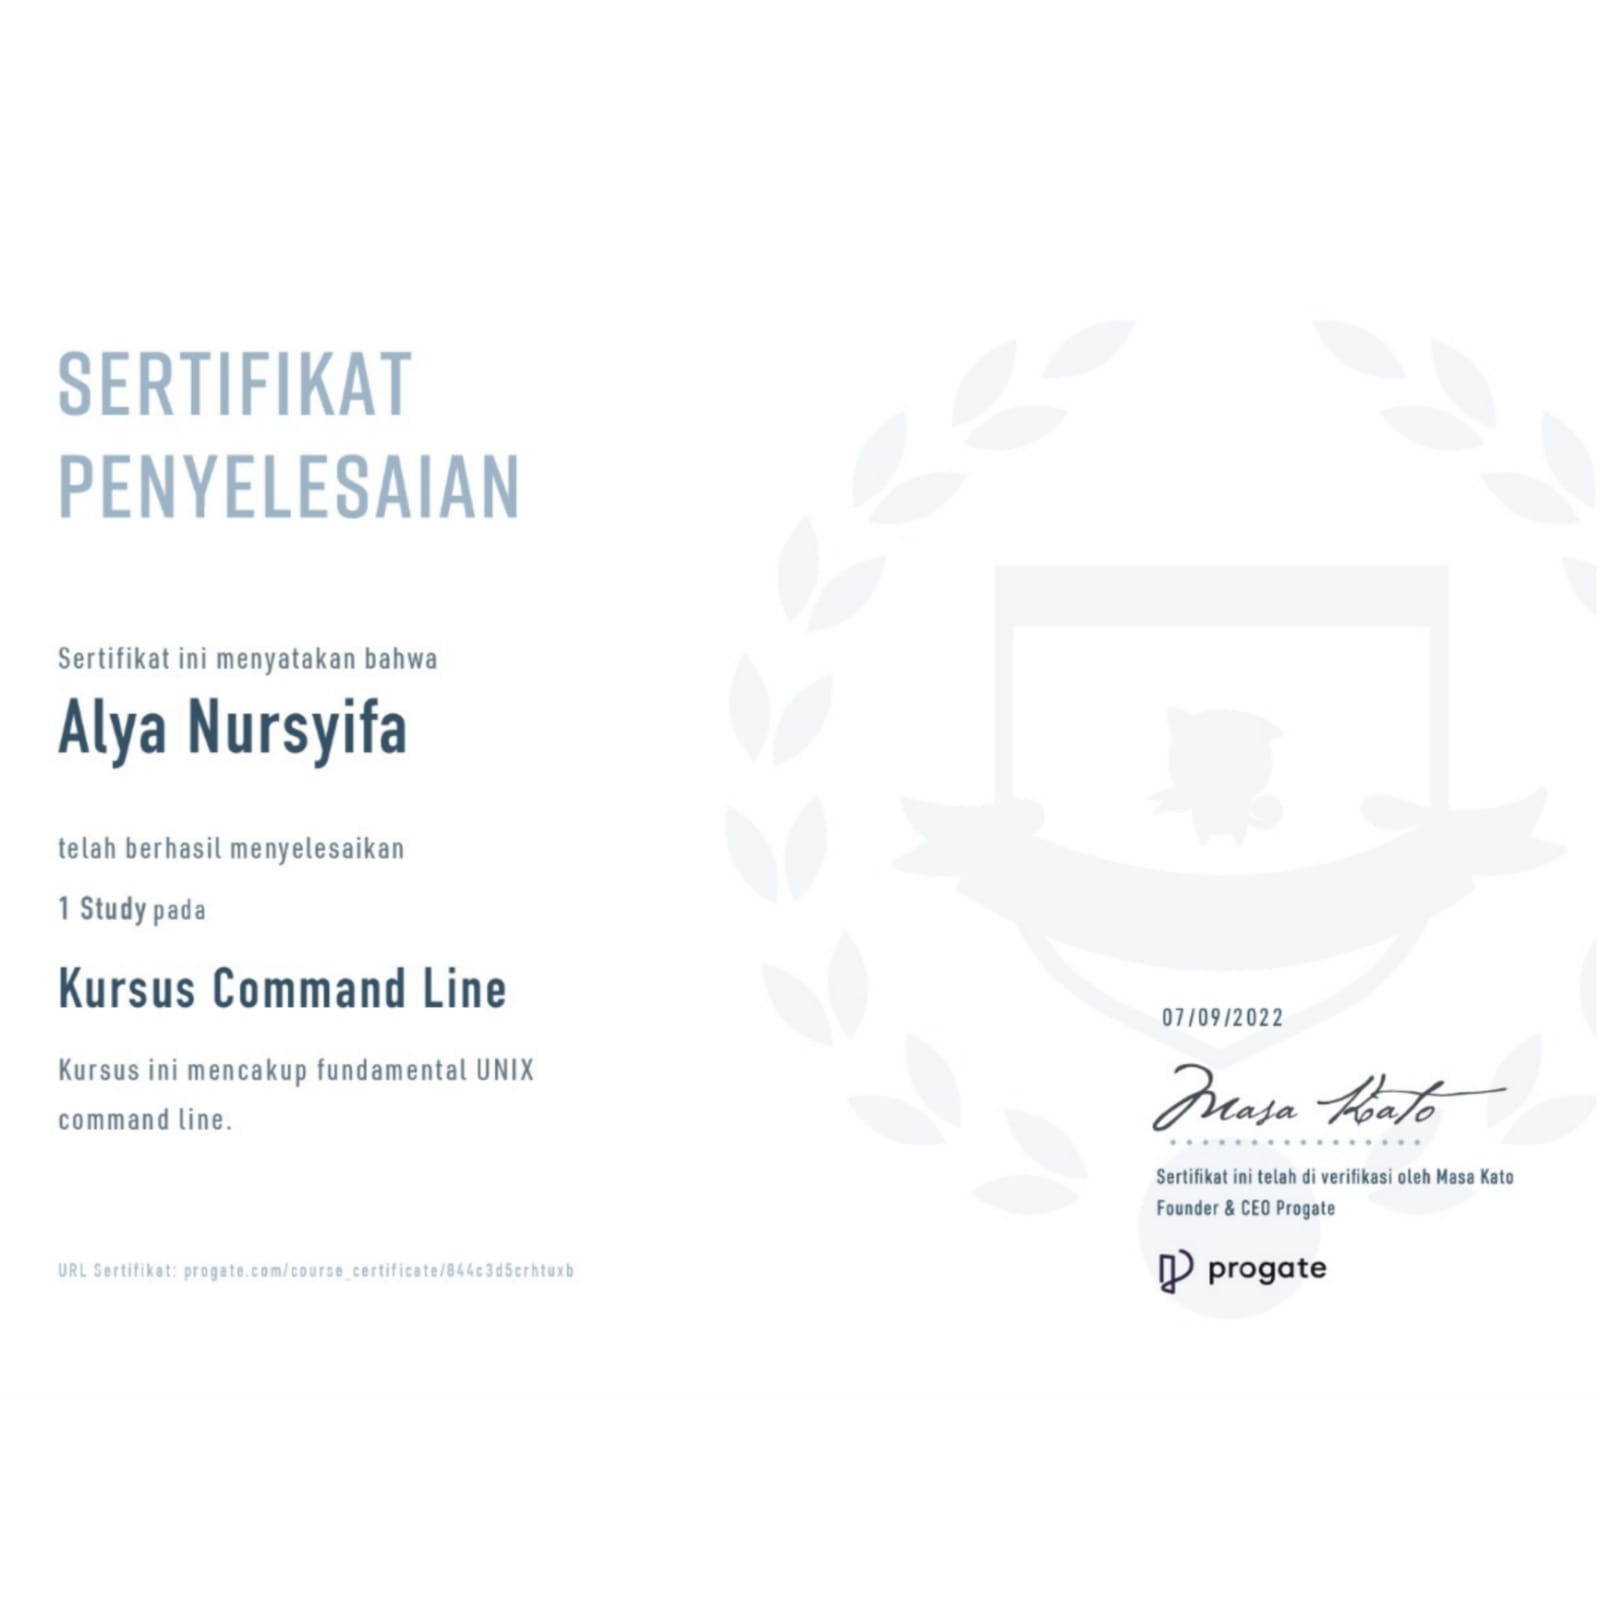 SERTIFIKAT
PENYELESAIAN
Sertifikat ini menyatakan bahwa
Alya Nursyifa
telah berhasil menyelesaikan
1 Study pada
Kursus Command Line
Kursus ini mencakup fundamental UNIX
command line.
URL Sertifikat: progate.com/course_certificate/844c3d5crhtuxb
07/09/2022
Masa Kato
Sertifikat ini telah di verifikasi oleh Masa Kato
Founder & CEO Progate
progate